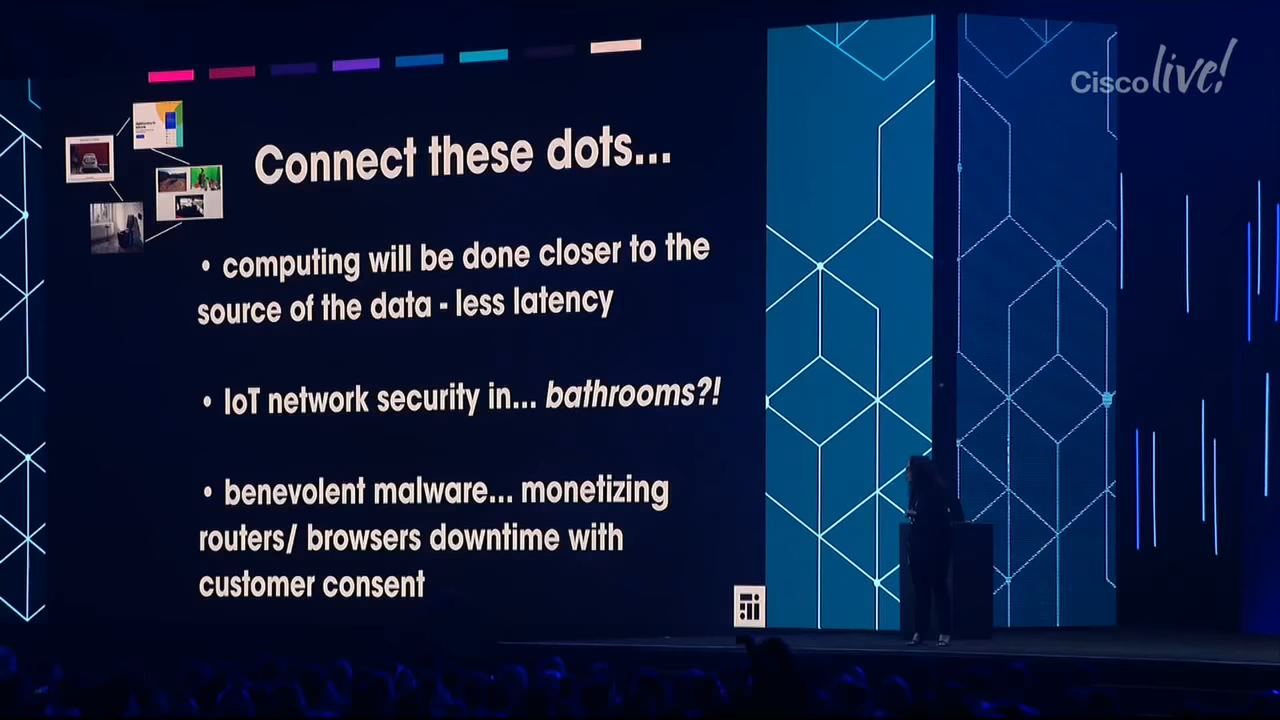 Cisco live!
Connect these dots...
• computing will be done closer to the
source of the data - less latency
• IoT network security in... bathrooms?!
• benevolent malware... monetizing
routers/ browsers downtime with
customer consent